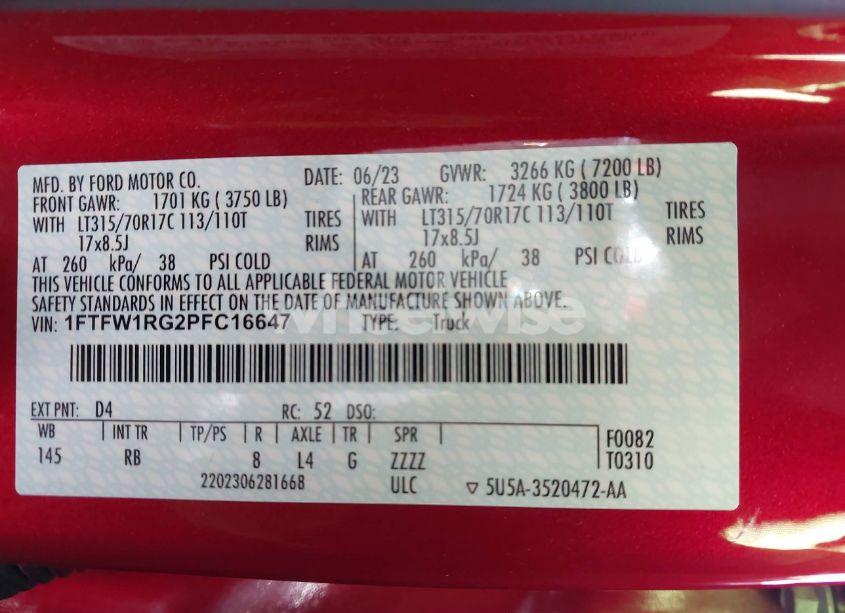 MFD. BY FORD MOTOR CO. DATE: 06/23 GVWR: 3266 KG ( 7200 LB)
FRONT GAWR: 1701 KG ( 3750 LB) REAR GAWR: 1724 KG ( 3800 LB)
WITH LT315/70R17C 113/110T TIRES WITH LT315/70R17C 113/110T TIRES
17x8.5J RIMS 17x8.5J RIMS
AT 260 kPa/ 38 PSI COLD AT 260 kPa/ 38 PSI COLD
THIS VEHICLE CONFORMS TO ALL APPLICABLE FEDERAL MOTOR VEHICLE
SAFETY STANDARDS IN EFFECT ON THE DATE OF MANUFACTURE SHOWN ABOVE.
VIN: 1FTFW1RG2PFC16647 TYPE: Truck
EXT PNT: D4 RC: 52 DSO:
WB | INT TR | TP/PS | R | AXLE | TR | SPR | F0082
145 RB 8 L4 G ZZZZ T0310
2202306281668 ULC ▽ 5U5A-3520472-AA